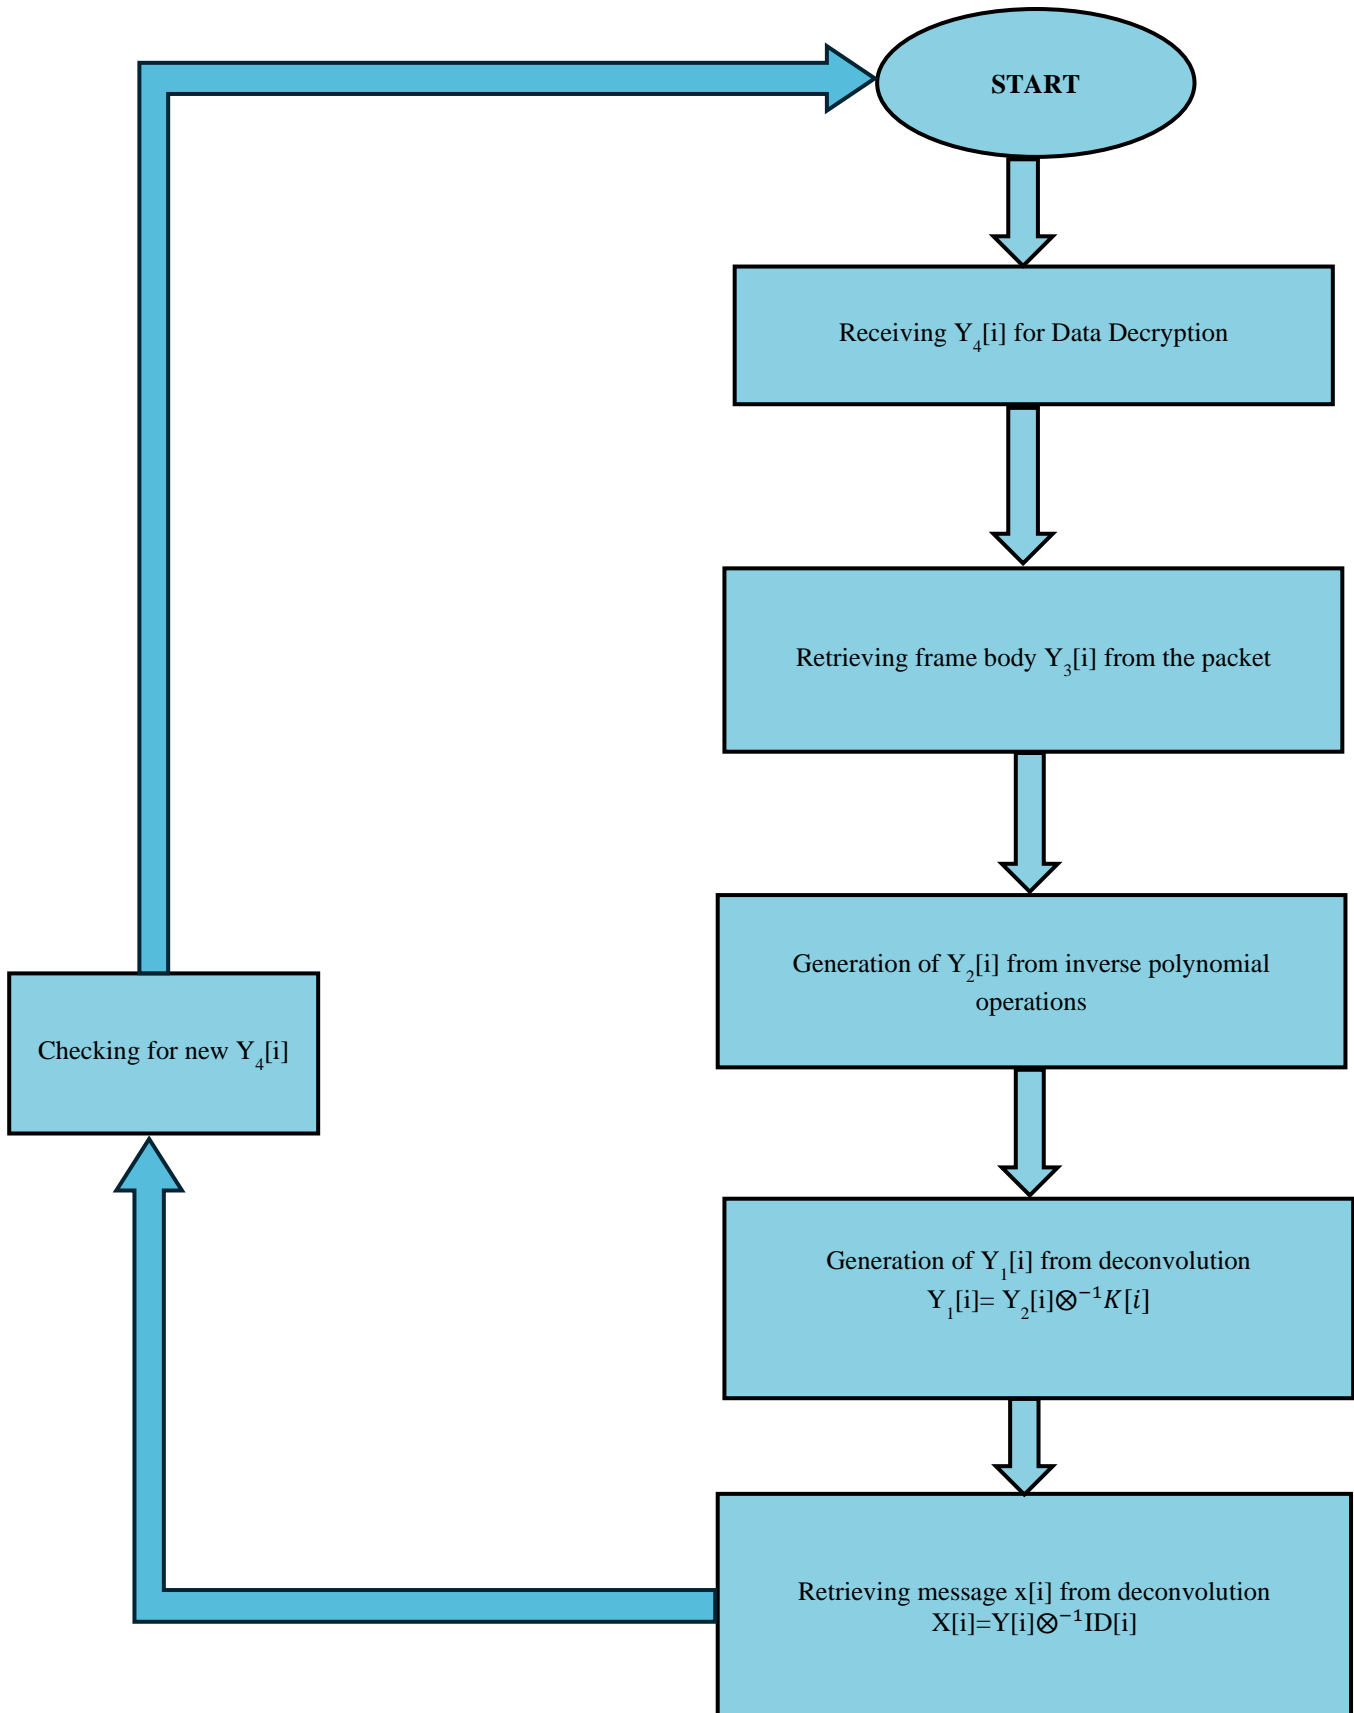 START
Receiving Y₄[i] for Data Decryption
Retrieving frame body Y₃[i] from the packet
Generation of Y₂[i] from inverse polynomial
operations
Checking for new Y₄[i]
Generation of Y₁[i] from deconvolution
Y₁[i]= Y₂[i]⊗⁻¹𝐾[𝑖]
Retrieving message x[i] from deconvolution
X[i]=Y[i]⊗⁻¹ID[i]